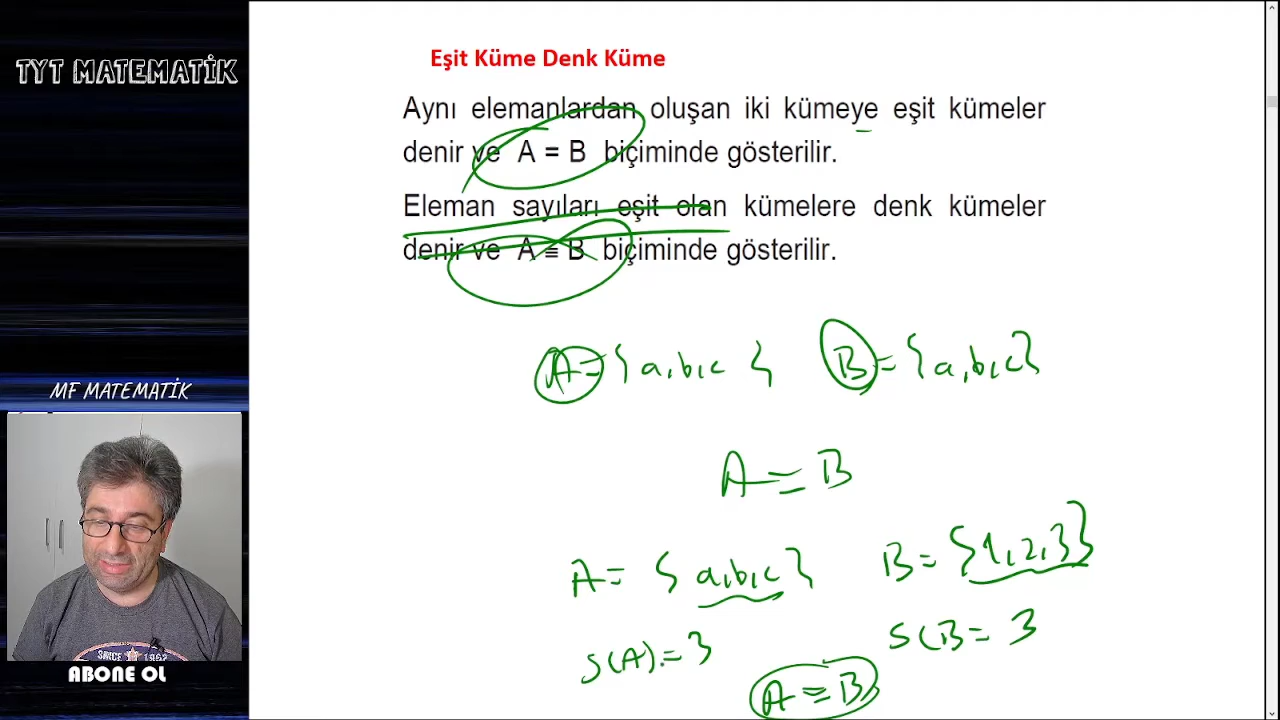 TYT MATEMATİK
MF MATEMATİK
ABONE OL
Eşit Küme Denk Küme
Aynı elemanlardan oluşan iki kümeye eşit kümeler
denir ve A = B biçiminde gösterilir.
Eleman sayıları eşit olan kümelere denk kümeler
denir ve A ≡ B biçiminde gösterilir.
A = {a,b,c} B = {a,b,c}
A = B
A = {a,b,c} B = {1,2,3}
S(A) = 3 S(B = 3
A ≡ B